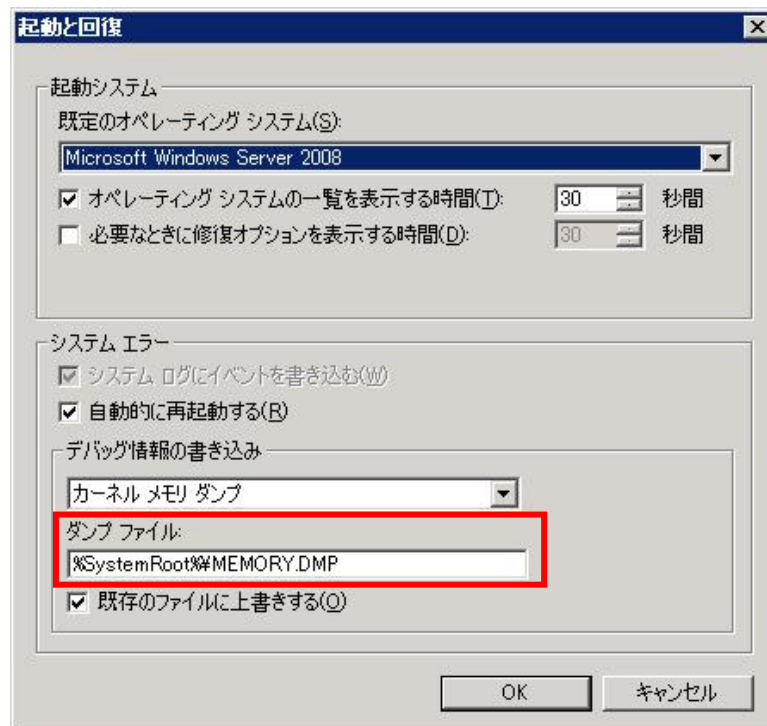 起動と回復
起動システム
既定のオペレーティング システム(S):
Microsoft Windows Server 2008
オペレーティング システムの一覧を表示する時間(T): 30 秒間
必要なときに修復オプションを表示する時間(D): 30 秒間
システム エラー
システム ログにイベントを書き込む(W)
自動的に再起動する(R)
デバッグ情報の書き込み
カーネル メモリ ダンプ
ダンプ ファイル:
%SystemRoot%¥MEMORY.DMP
既存のファイルに上書きする(O)
OK キャンセル